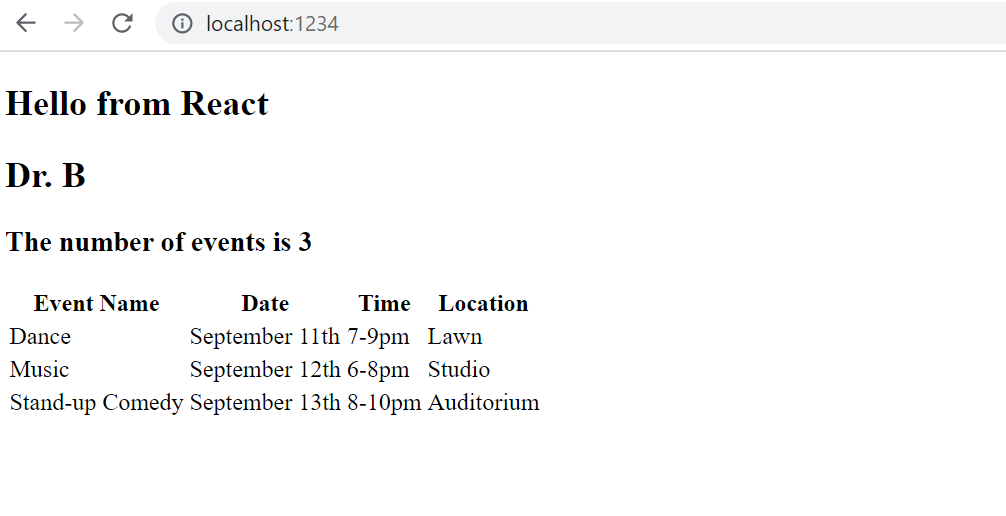 localhost:1234
Hello from React
Dr. B
The number of events is 3
Event Name Date Time Location
Dance September 11th 7-9pm Lawn
Music September 12th 6-8pm Studio
Stand-up Comedy September 13th 8-10pm Auditorium